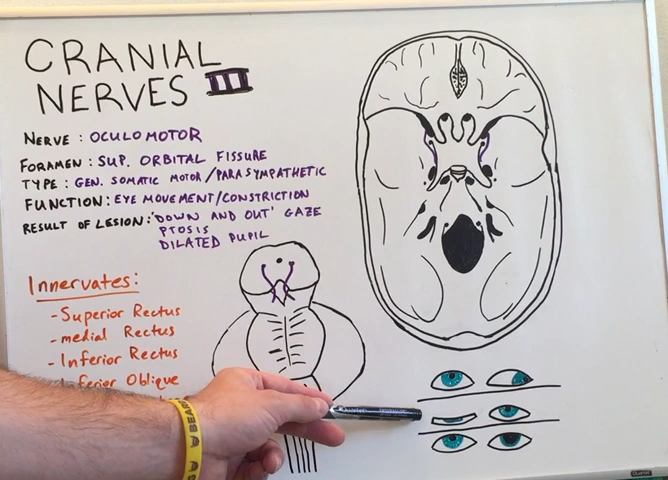 CRANIAL
NERVES III
NERVE : OCULOMOTOR
FORAMEN : SUP. ORBITAL FISSURE
TYPE : GEN. SOMATIC MOTOR/PARASYMPATHETIC
FUNCTION : EYE MOVEMENT/CONSTRICTION
RESULT OF LESION : 'DOWN AND OUT' GAZE
PTOSIS
DILATED PUPIL
Innervates:
- Superior Rectus
- medial Rectus
- Inferior Rectus
- Inferior Oblique
Quartet